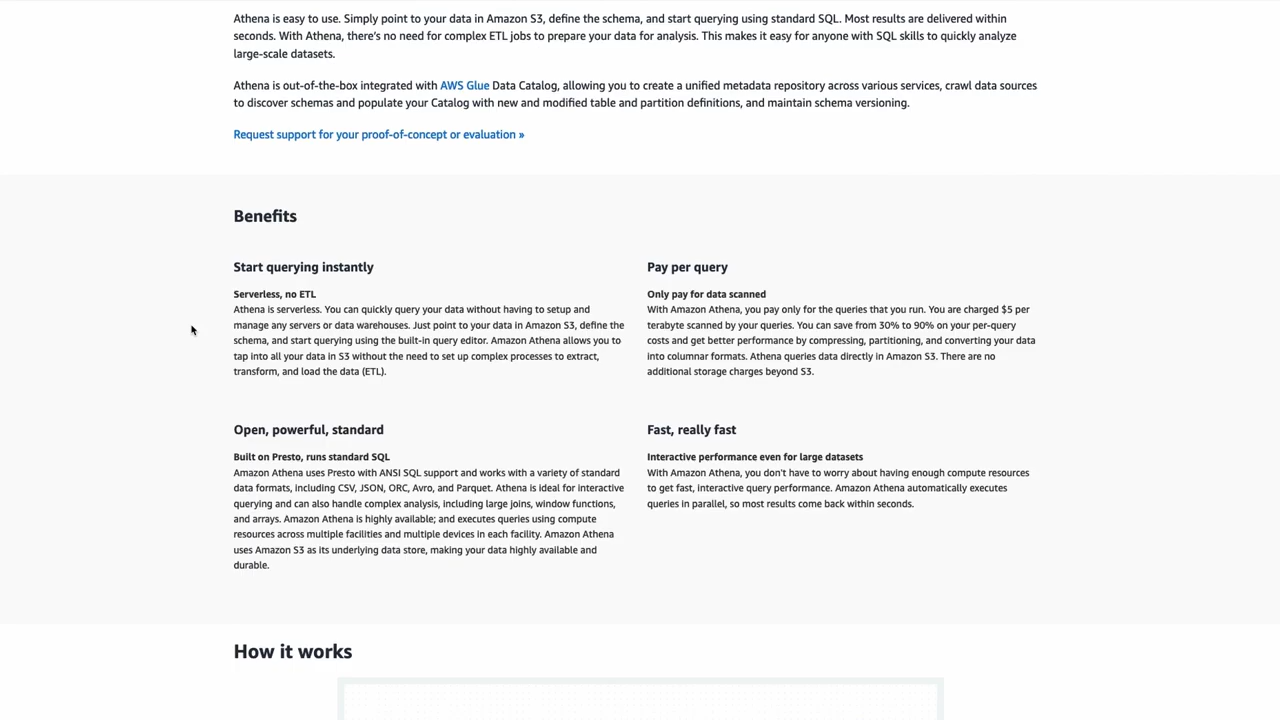 Athena is easy to use. Simply point to your data in Amazon S3, define the schema, and start querying using standard SQL. Most results are delivered within
seconds. With Athena, there's no need for complex ETL jobs to prepare your data for analysis. This makes it easy for anyone with SQL skills to quickly analyze
large-scale datasets.
Athena is out-of-the-box integrated with AWS Glue Data Catalog, allowing you to create a unified metadata repository across various services, crawl data sources
to discover schemas and populate your Catalog with new and modified table and partition definitions, and maintain schema versioning.
Request support for your proof-of-concept or evaluation »
Benefits
Start querying instantly
Serverless, no ETL
Athena is serverless. You can quickly query your data without having to setup and
manage any servers or data warehouses. Just point to your data in Amazon S3, define the
schema, and start querying using the built-in query editor. Amazon Athena allows you to
tap into all your data in S3 without the need to set up complex processes to extract,
transform, and load the data (ETL).
Pay per query
Only pay for data scanned
With Amazon Athena, you pay only for the queries that you run. You are charged $5 per
terabyte scanned by your queries. You can save from 30% to 90% on your per-query
costs and get better performance by compressing, partitioning, and converting your data
into columnar formats. Athena queries data directly in Amazon S3. There are no
additional storage charges beyond S3.
Open, powerful, standard
Built on Presto, runs standard SQL
Amazon Athena uses Presto with ANSI SQL support and works with a variety of standard
data formats, including CSV, JSON, ORC, Avro, and Parquet. Athena is ideal for interactive
querying and can also handle complex analysis, including large joins, window functions,
and arrays. Amazon Athena is highly available; and executes queries using compute
resources across multiple facilities and multiple devices in each facility. Amazon Athena
uses Amazon S3 as its underlying data store, making your data highly available and
durable.
Fast, really fast
Interactive performance even for large datasets
With Amazon Athena, you don't have to worry about having enough compute resources
to get fast, interactive query performance. Amazon Athena automatically executes
queries in parallel, so most results come back within seconds.
How it works